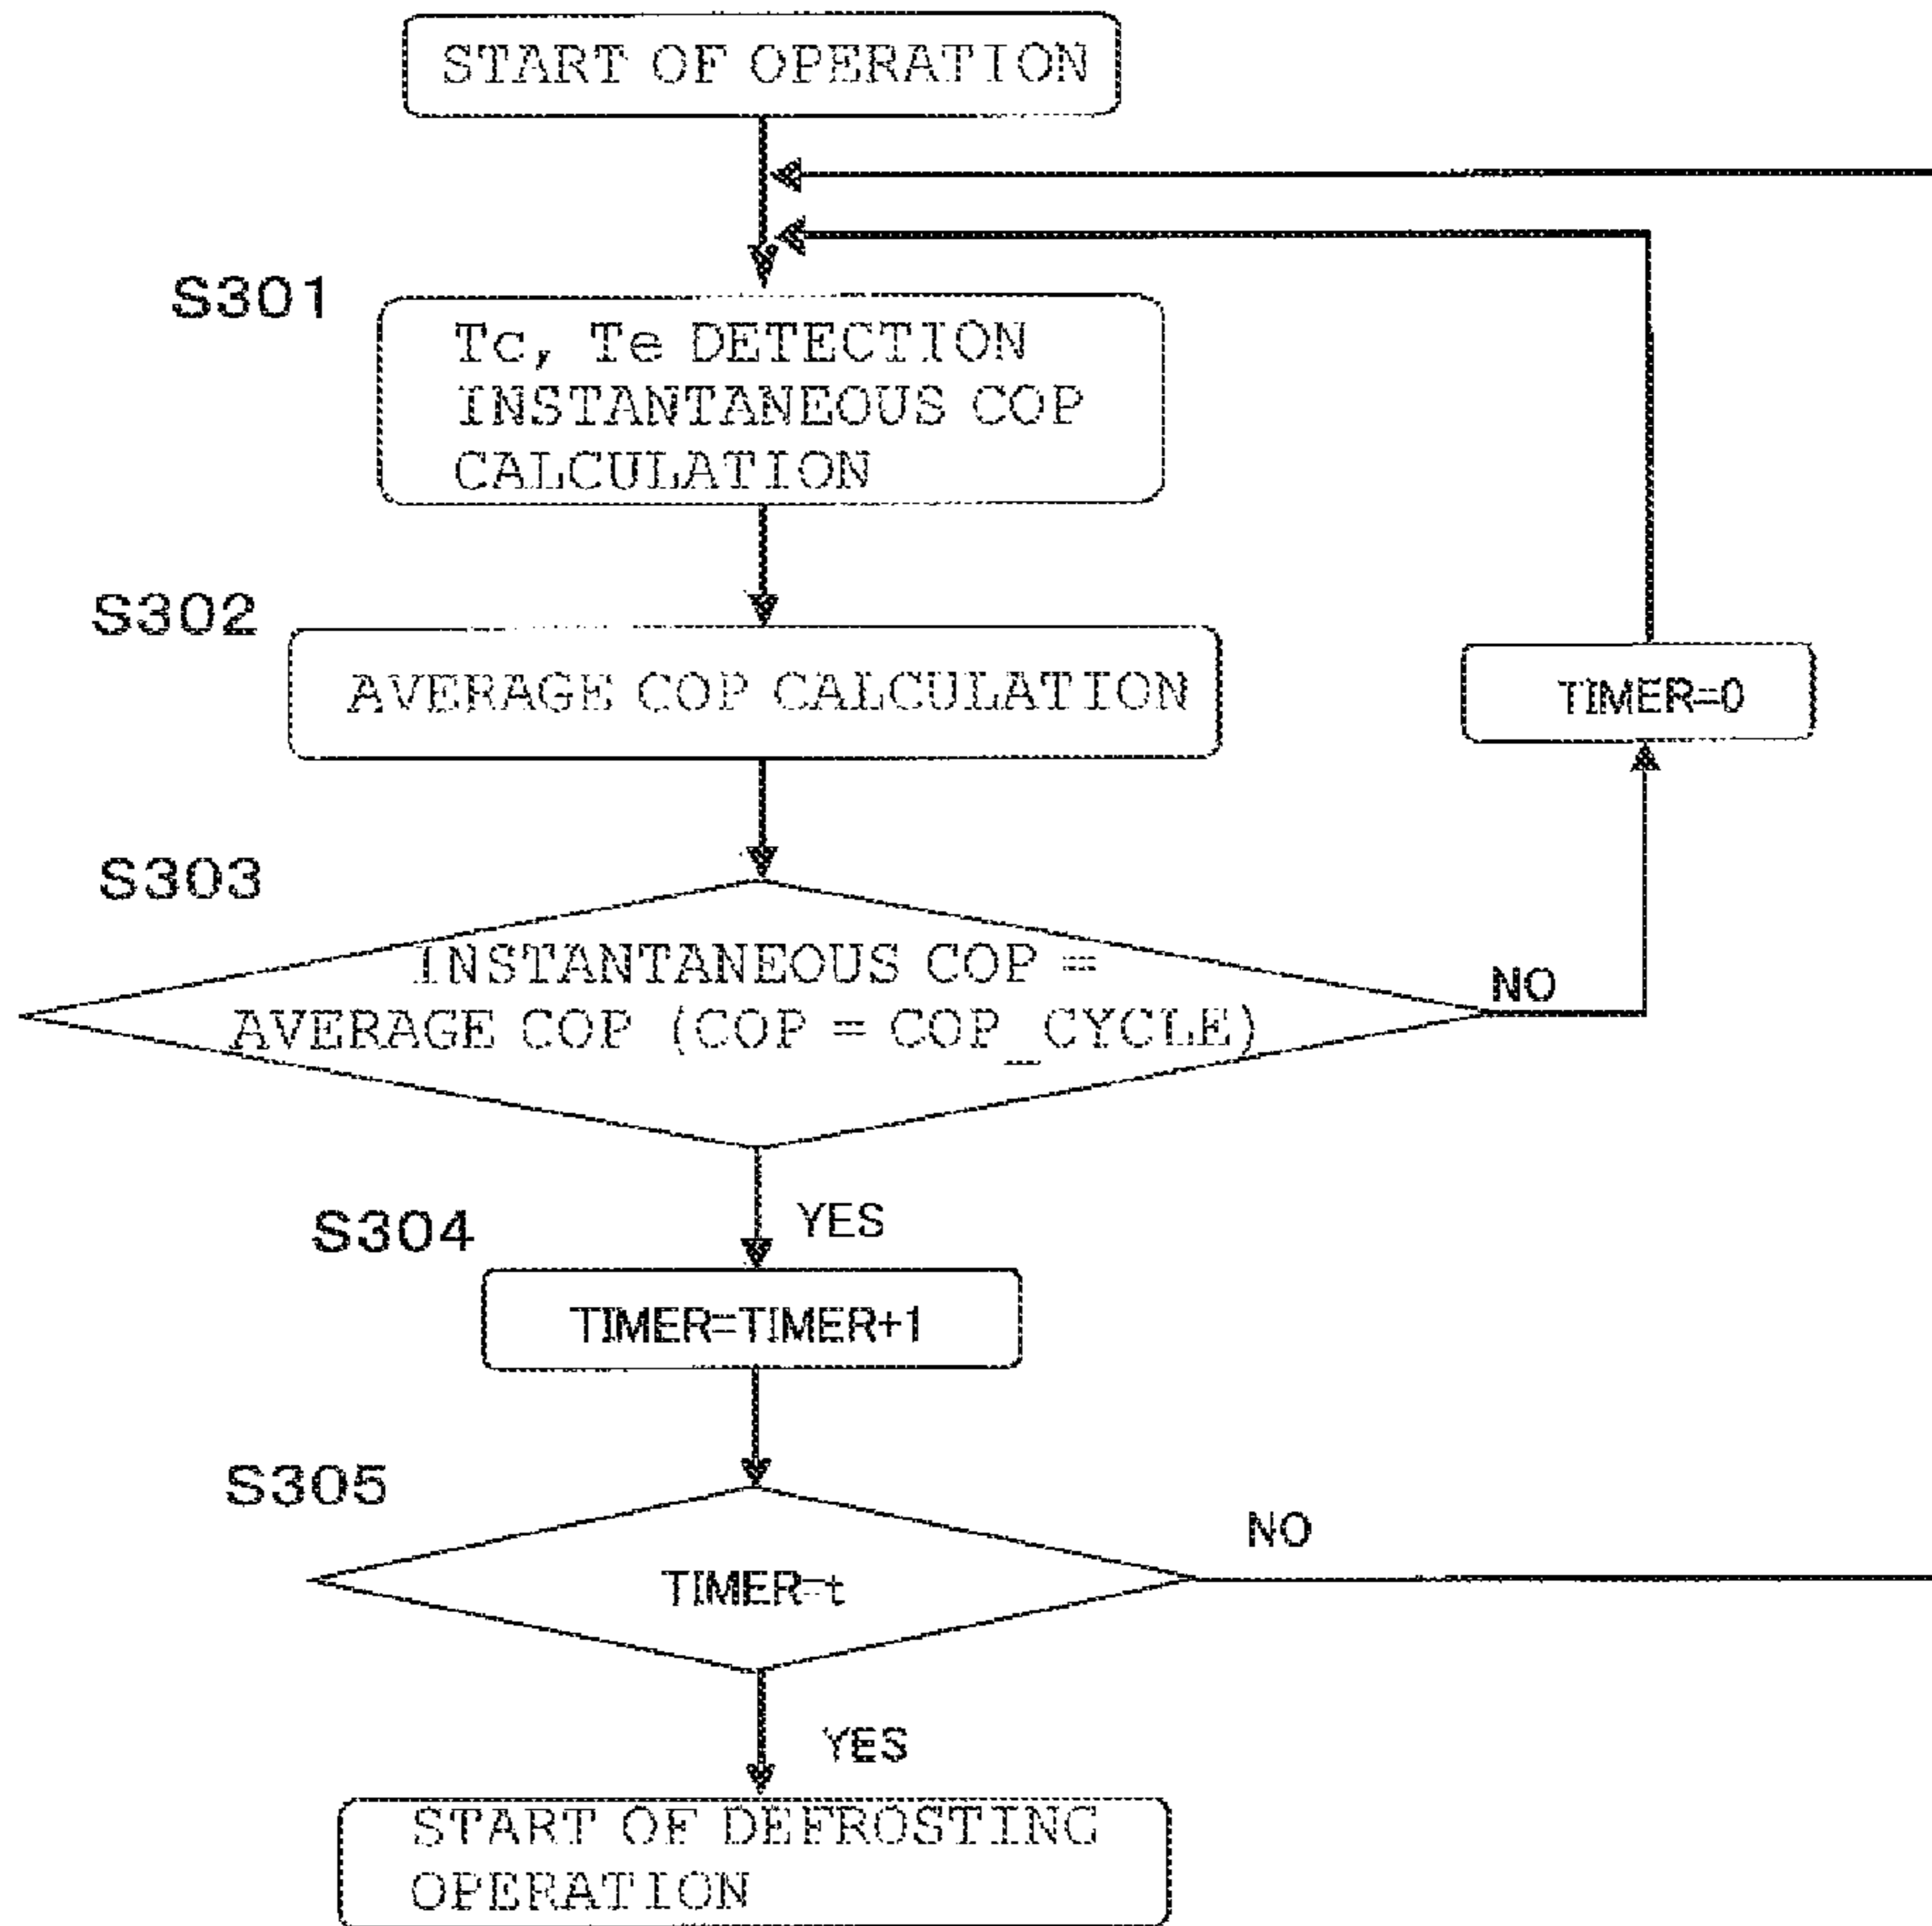 START OF OPERATION
S301
Tc, Te DETECTION
INSTANTANEOUS COP
CALCULATION
S302
AVERAGE COP CALCULATION
TIMER=0
S303
INSTANTANEOUS COP =
AVERAGE COP (COP = COP_CYCLE)
NO
YES
S304
TIMER=TIMER+1
S305
NO
TIMER=t
YES
START OF DEFROSTING
OPERATION